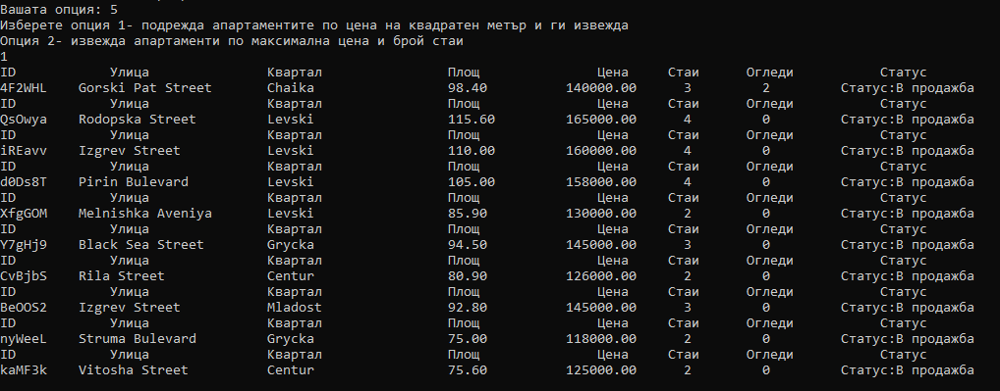 Вашата опция: 5
Изберете опция 1- подрежда апартаментите по цена на квадратен метър и ги извежда
Опция 2- извежда апартаменти по максимална цена и брой стаи
1
ID Улица Квартал Площ Цена Стаи Огледи Статус
4F2WHL Gorski Pat Street Chaika 98.40 140000.00 3 2 Статус:В продажба
ID Улица Квартал Площ Цена Стаи Огледи Статус
QsOwya Rodopska Street Levski 115.60 165000.00 4 0 Статус:В продажба
ID Улица Квартал Площ Цена Стаи Огледи Статус
iREavv Izgrev Street Levski 110.00 160000.00 4 0 Статус:В продажба
ID Улица Квартал Площ Цена Стаи Огледи Статус
d0Ds8T Pirin Bulevard Levski 105.00 158000.00 4 0 Статус:В продажба
ID Улица Квартал Площ Цена Стаи Огледи Статус
XfgGOM Melnishka Aveniya Levski 85.90 130000.00 2 0 Статус:В продажба
ID Улица Квартал Площ Цена Стаи Огледи Статус
Y7gHj9 Black Sea Street Grycka 94.50 145000.00 3 0 Статус:В продажба
ID Улица Квартал Площ Цена Стаи Огледи Статус
CvBjbS Rila Street Centur 80.90 126000.00 2 0 Статус:В продажба
ID Улица Квартал Площ Цена Стаи Огледи Статус
BeOOS2 Izgrev Street Mladost 92.80 145000.00 3 0 Статус:В продажба
ID Улица Квартал Площ Цена Стаи Огледи Статус
nyWeeL Struma Bulevard Grycka 75.00 118000.00 2 0 Статус:В продажба
ID Улица Квартал Площ Цена Стаи Огледи Статус
kaMF3k Vitosha Street Centur 75.60 125000.00 2 0 Статус:В продажба